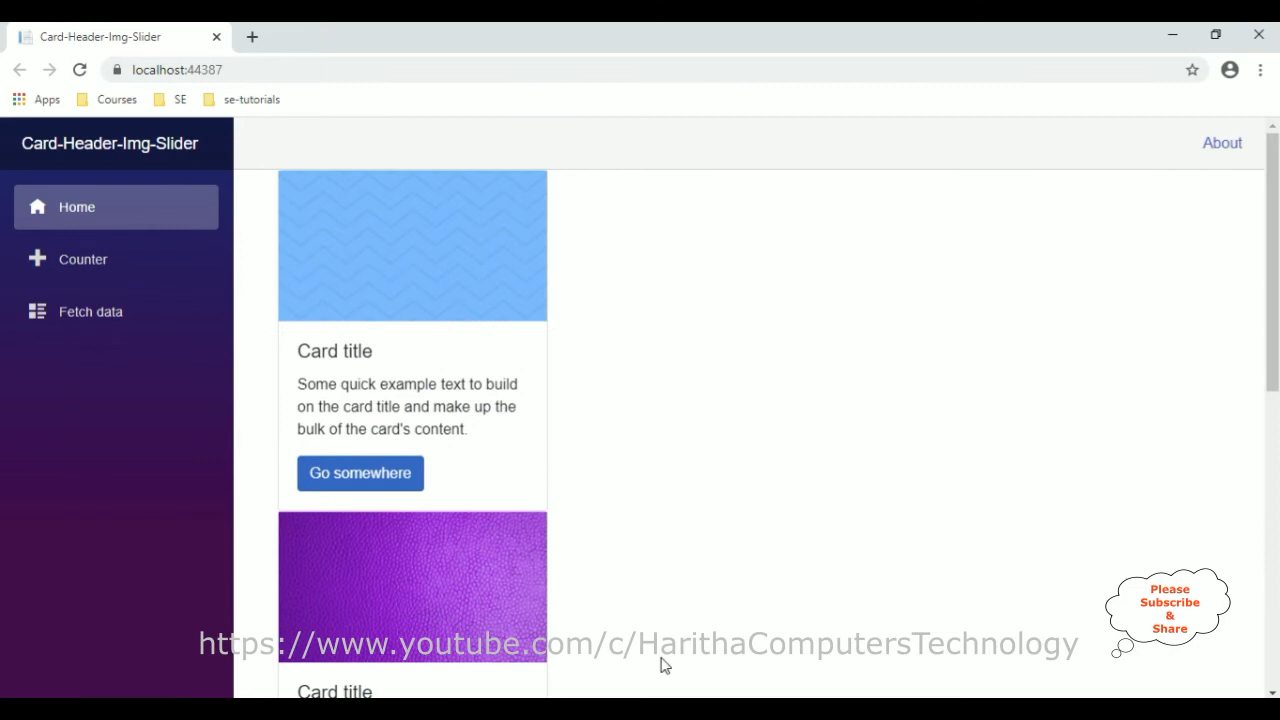 Card-Header-Img-Slider
localhost:44387
Apps Courses SE se-tutorials
Card-Header-Img-Slider
About
Home
Counter
Fetch data
Card title
Some quick example text to build
on the card title and make up the
bulk of the card's content.
Go somewhere
Please
Subscribe
&
Share
https://www.youtube.com/c/HarithaComputersTechnology
Card title